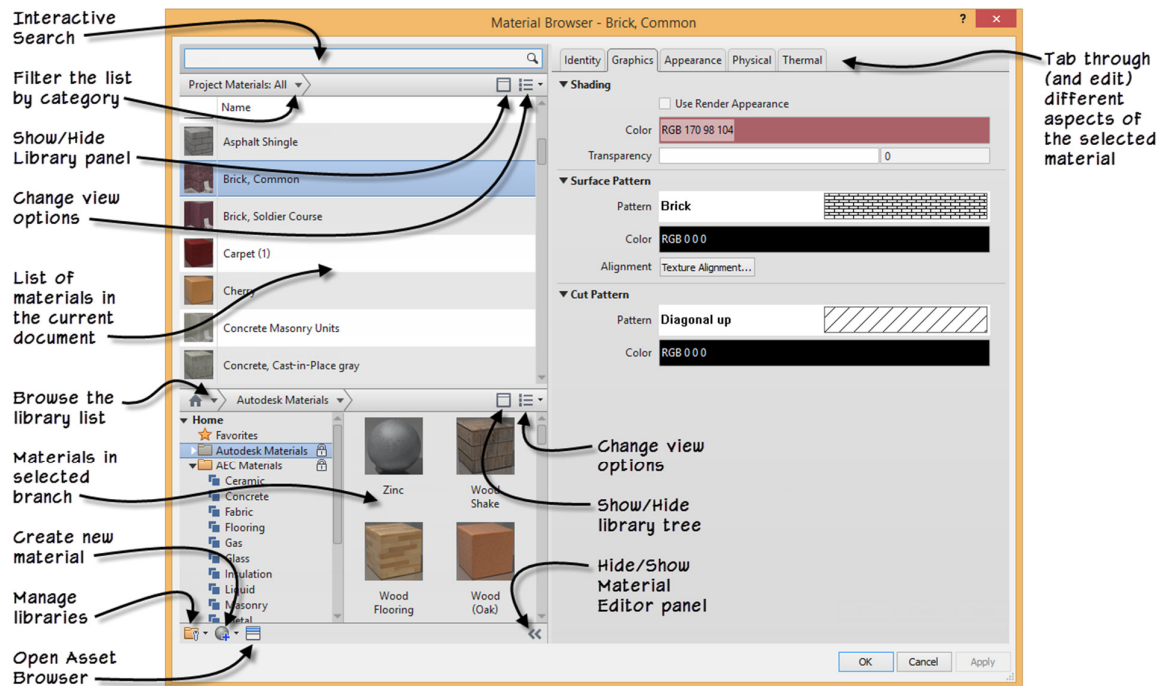 Interactive
Search
Filter the list
by category
Show/Hide
Library panel
Change view
options
List of
materials in
the current
document
Browse the
library list
Materials in
selected
branch
Create new
material
Manage
libraries
Open Asset
Browser
Material Browser - Brick, Common
? ×
Project Materials: All
Name
Asphalt Shingle
Brick, Common
Brick, Soldier Course
Carpet (1)
Cherry
Concrete Masonry Units
Concrete, Cast-in-Place gray
Autodesk Materials
Home
Favorites
Autodesk Materials
AEC Materials
Ceramic
Concrete
Fabric
Flooring
Gas
Glass
Insulation
Liquid
Masonry
Metal
Zinc
Wood
Shake
Wood
Flooring
Wood
(Oak)
Identity Graphics Appearance Physical Thermal
Shading
Use Render Appearance
Color RGB 170 98 104
Transparency 0
Surface Pattern
Pattern Brick
Color RGB 0 0 0
Alignment Texture Alignment...
Cut Pattern
Pattern Diagonal up
Color RGB 0 0 0
Change view
options
Show/Hide
library tree
Hide/Show
Material
Editor panel
OK Cancel Apply
Tab through
(and edit)
different
aspects of
the selected
material